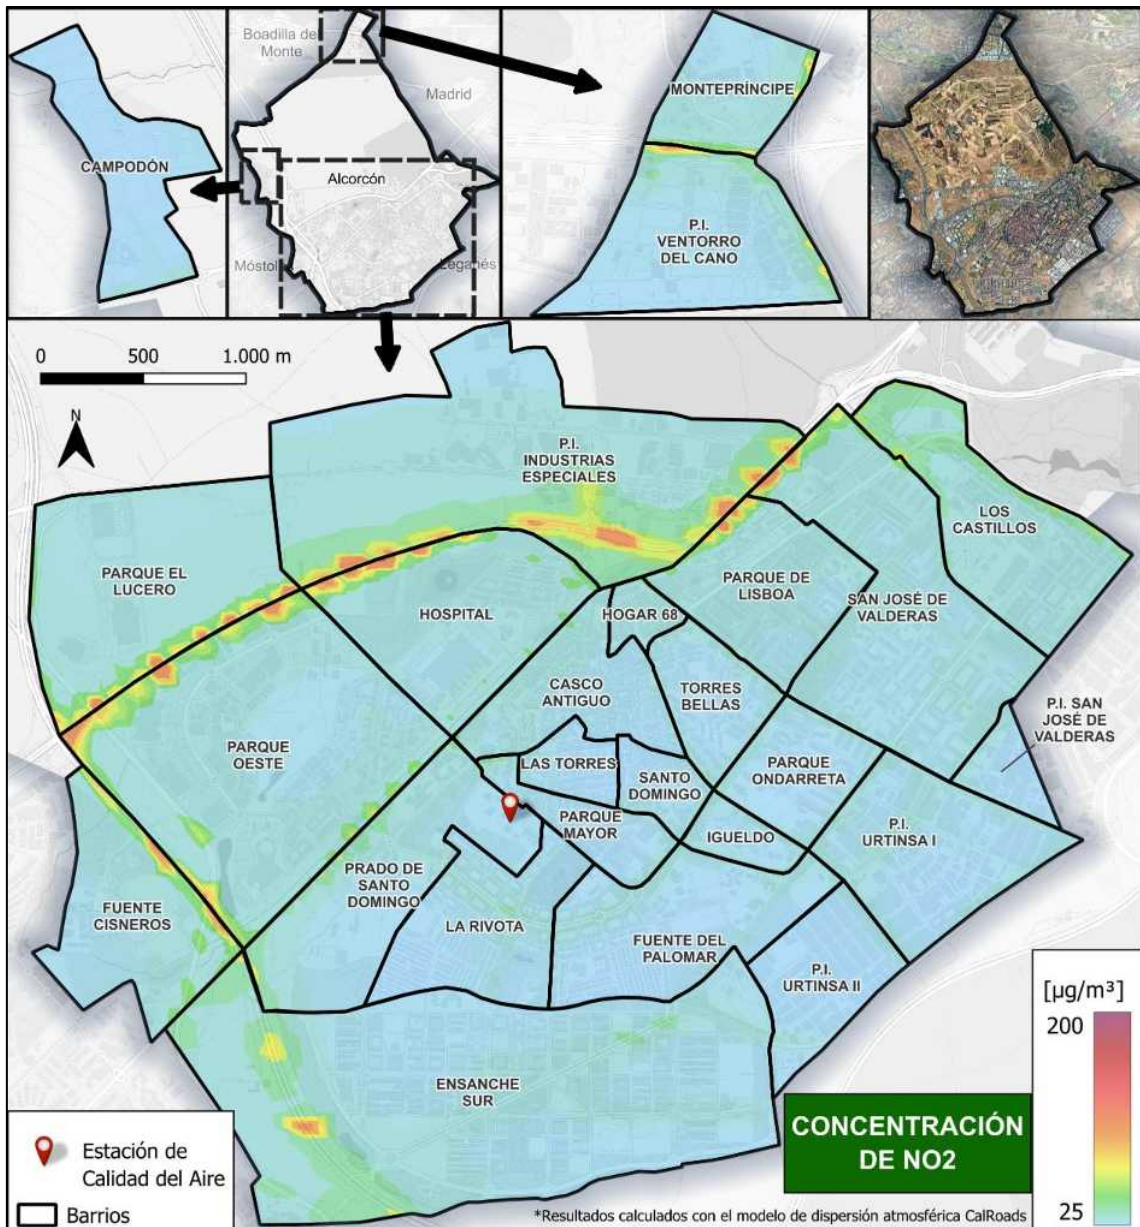 Boadilla de
Monte
Madrid
Alcorcón
Móstol
Leganés
CAMPODÓN
MONTEPRÍNCIPE
P.I.
VENTORRO
DEL CANO
0 500 1.000 m
N
P.I.
INDUSTRIAS
ESPECIALES
LOS
CASTILLOS
PARQUE EL
LUCERO
HOSPITAL
HOGAR 68
PARQUE DE
LISBOA
SAN JOSÉ DE
VALDERAS
CASCO
ANTIGUO
TORRES
BELLAS
P.I. SAN
JOSÉ DE
VALDERAS
PARQUE
OESTE
LAS TORRES
SANTO
DOMINGO
PARQUE
ONDARRETA
PARQUE
MAYOR
IGUELDO
P.I.
URTINSA I
PRADO DE
SANTO
DOMINGO
FUENTE
CISNEROS
LA RIVOTA
FUENTE DEL
PALOMAR
P.I.
URTINSA II
ENSANCHE
SUR
[µg/m³]
200
25
Estación de
Calidad del Aire
Barrios
CONCENTRACIÓN
DE NO2
*Resultados calculados con el modelo de dispersión atmosférica CalRoads